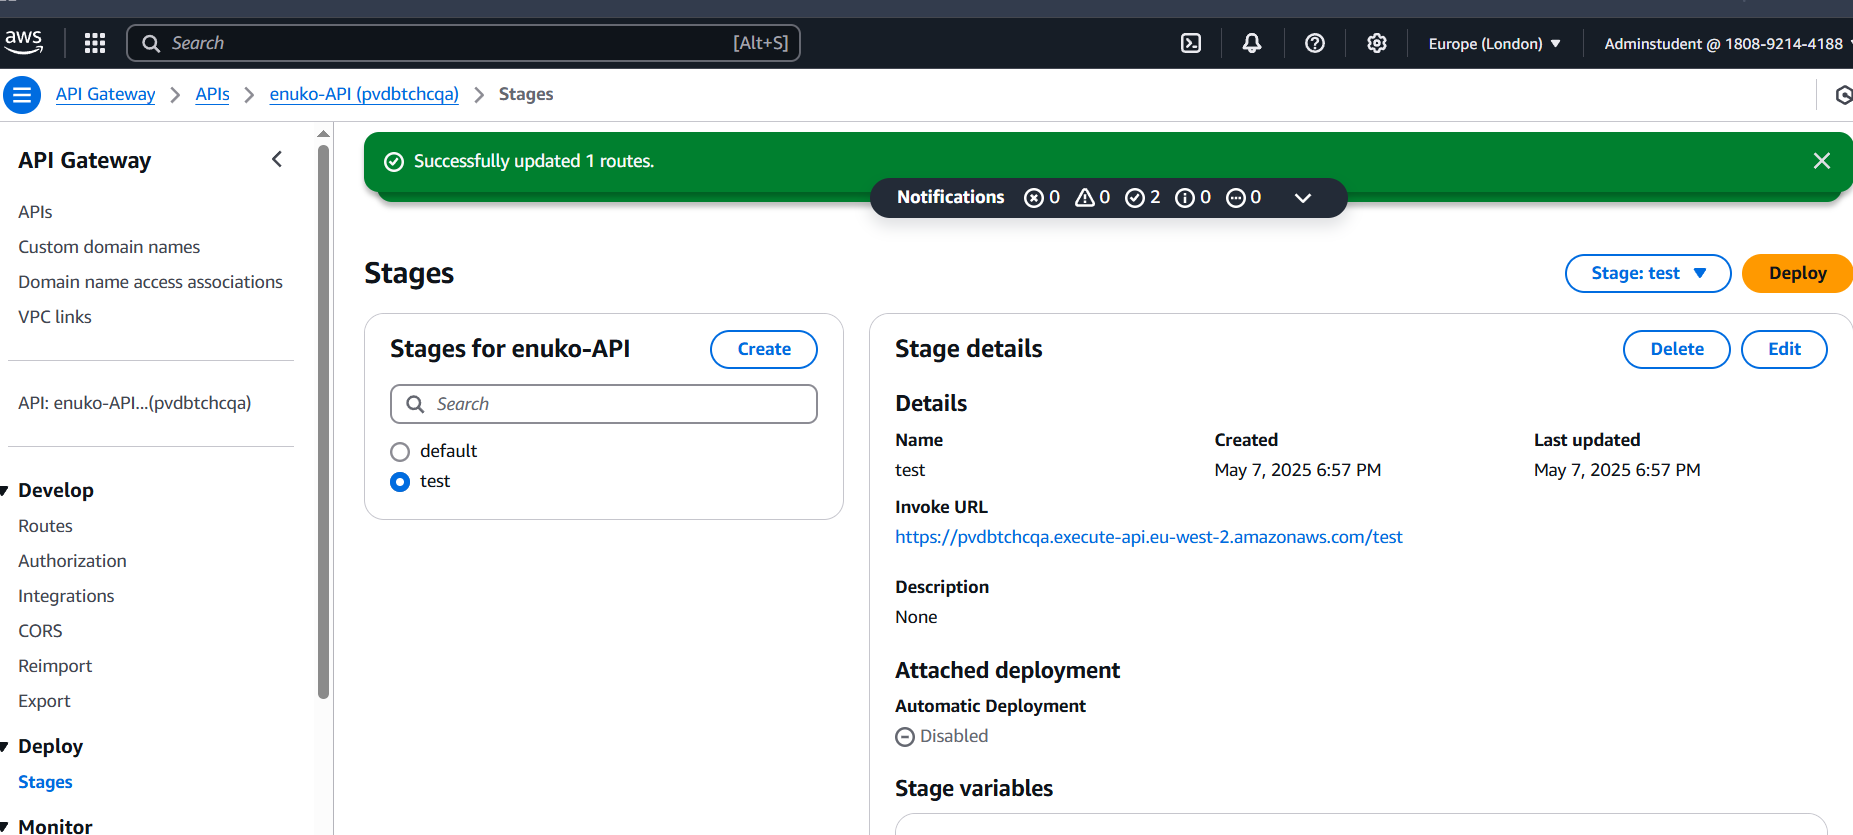 aws
Search [Alt+S]
Europe (London)
Adminstudent @ 1808-9214-4188
API Gateway
APIs
enuko-API (pvdbtchcqa)
Stages
API Gateway
APIs
Custom domain names
Domain name access associations
VPC links
API: enuko-API...(pvdbtchcqa)
Develop
Routes
Authorization
Integrations
CORS
Reimport
Export
Deploy
Stages
Monitor
Successfully updated 1 routes.
Notifications 0 0 2 0 0
Stages
Stage: test
Deploy
Stages for enuko-API
Create
Search
default
test
Stage details
Delete
Edit
Details
Name
test
Created
May 7, 2025 6:57 PM
Last updated
May 7, 2025 6:57 PM
Invoke URL
https://pvdbtchcqa.execute-api.eu-west-2.amazonaws.com/test
Description
None
Attached deployment
Automatic Deployment
Disabled
Stage variables